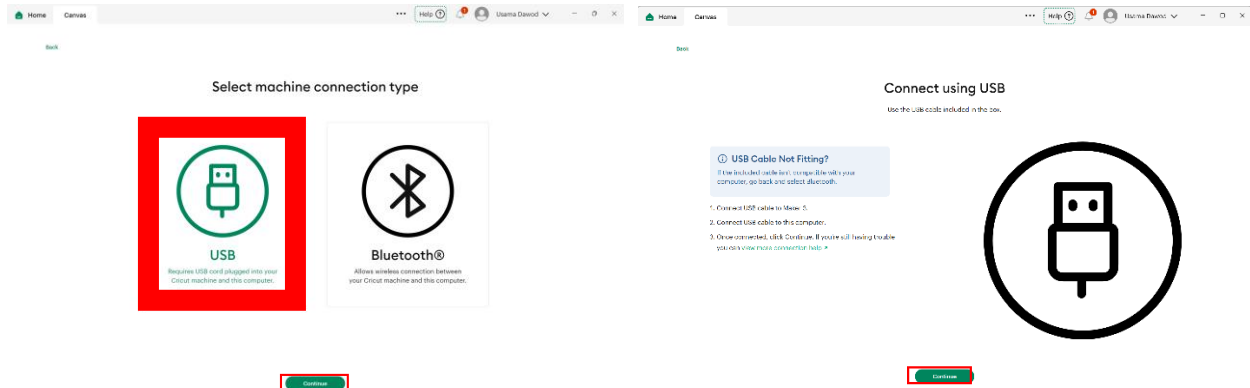 Home Canvas
Help
Usama Dawod
Back
Select machine connection type
USB
Requires USB cord plugged into your
Cricut machine and this computer.
Bluetooth®
Allows wireless connection between
your Cricut machine and this computer.
Continue
Home Canvas
Help
Usama Dawod
Back
Connect using USB
Use the USB cable included in the box.
USB Cable Not Fitting?
If the included cable isn't compatible with your
computer, go back and select Bluetooth.
1. Connect USB cable to 3.
2. Connect USB cable to this computer.
3. Once connected, click Continue. If you're still having trouble
you can view more connection help
Continue